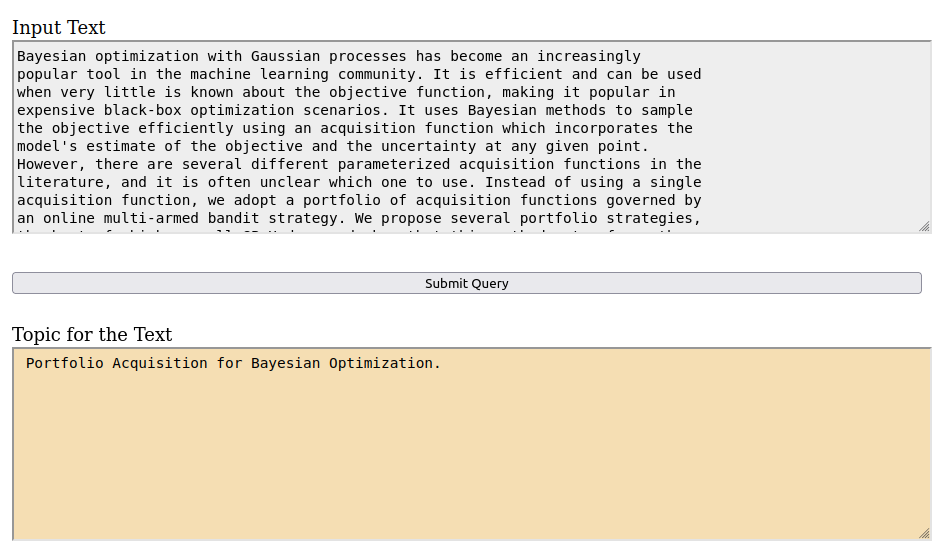 Input Text
Bayesian optimization with Gaussian processes has become an increasingly
popular tool in the machine learning community. It is efficient and can be used
when very little is known about the objective function, making it popular in
expensive black-box optimization scenarios. It uses Bayesian methods to sample
the objective efficiently using an acquisition function which incorporates the
model's estimate of the objective and the uncertainty at any given point.
However, there are several different parameterized acquisition functions in the
literature, and it is often unclear which one to use. Instead of using a single
acquisition function, we adopt a portfolio of acquisition functions governed by
an online multi-armed bandit strategy. We propose several portfolio strategies,
Submit Query
Topic for the Text
Portfolio Acquisition for Bayesian Optimization.